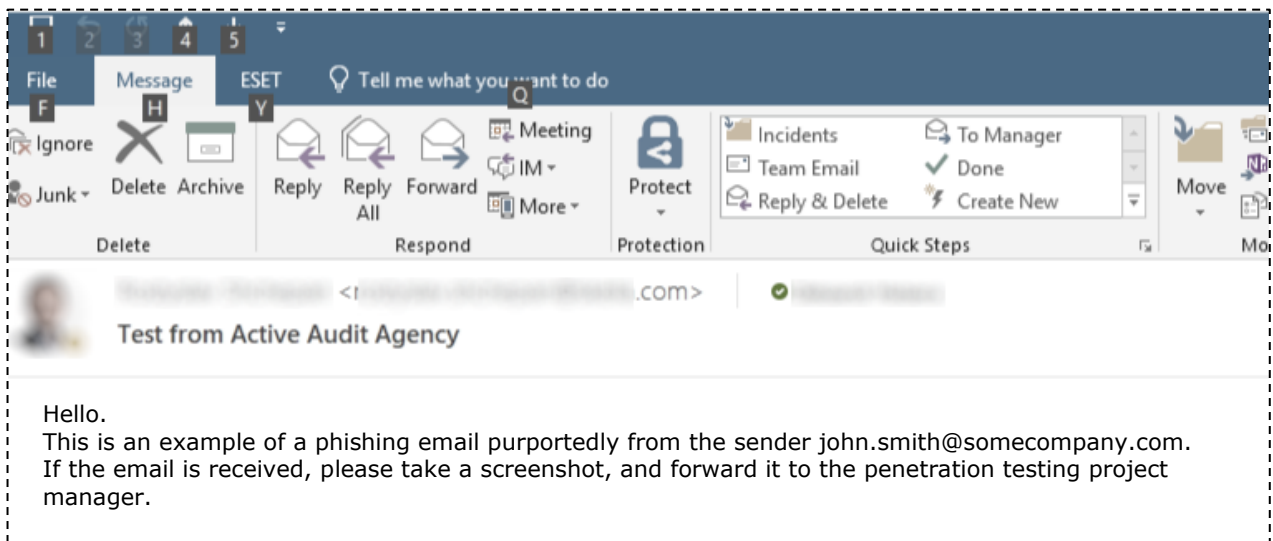 1 2 3 4 5
File Message ESET Tell me what you want to do
F H Y Q
Ignore
Junk
Delete Archive
Delete
Reply
Reply All
Forward
Meeting
IM
More
Respond
Protect
Protection
Incidents
Team Email
Reply & Delete
To Manager
Done
Create New
Quick Steps
Move
< .com>
Test from Active Audit Agency
Hello.
This is an example of a phishing email purportedly from the sender john.smith@somecompany.com.
If the email is received, please take a screenshot, and forward it to the penetration testing project
manager.